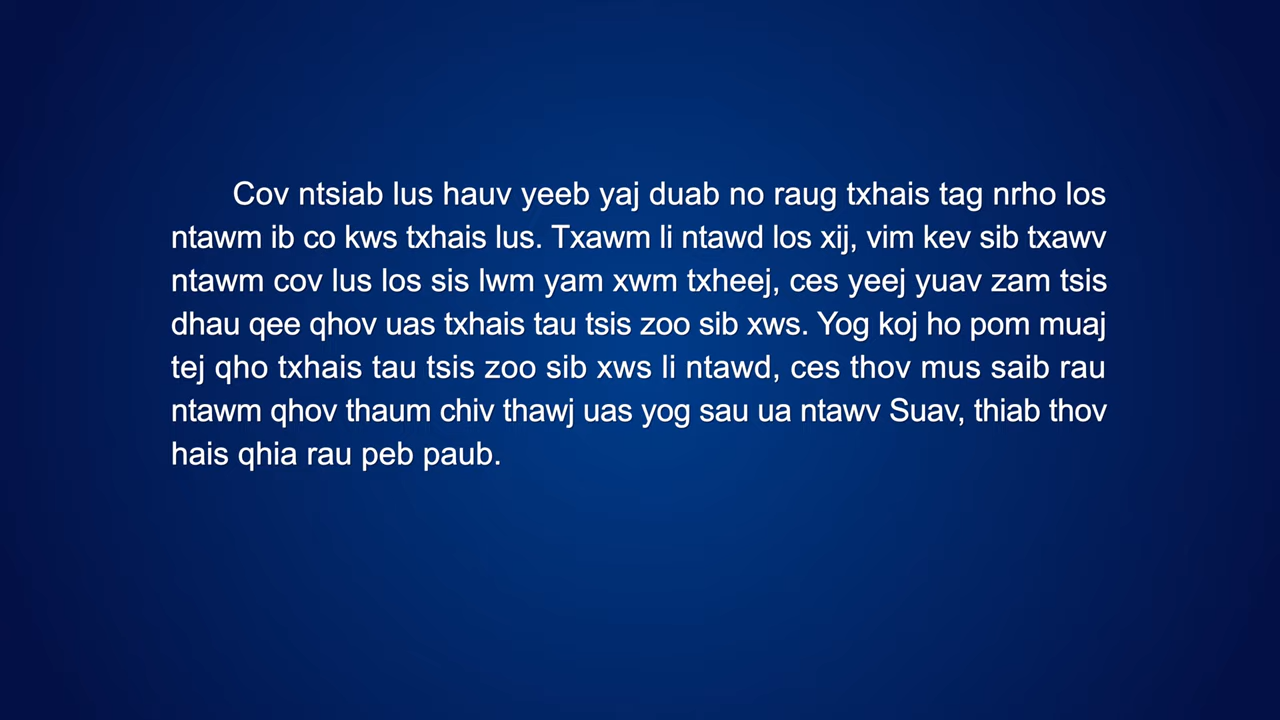 Cov ntsiab lus hauv yeeb yaj duab no raug txhais tag nrho los
ntawm ib co kws txhais lus. Txawm li ntawd los xij, vim kev sib txawv
ntawm cov lus los sis lwm yam xwm txheej, ces yeej yuav zam tsis
dhau qee qhov uas txhais tau tsis zoo sib xws. Yog koj ho pom muaj
tej qho txhais tau tsis zoo sib xws li ntawd, ces thov mus saib rau
ntawm qhov thaum chiv thawj uas yog sau ua ntawv Suav, thiab thov
hais qhia rau peb paub.